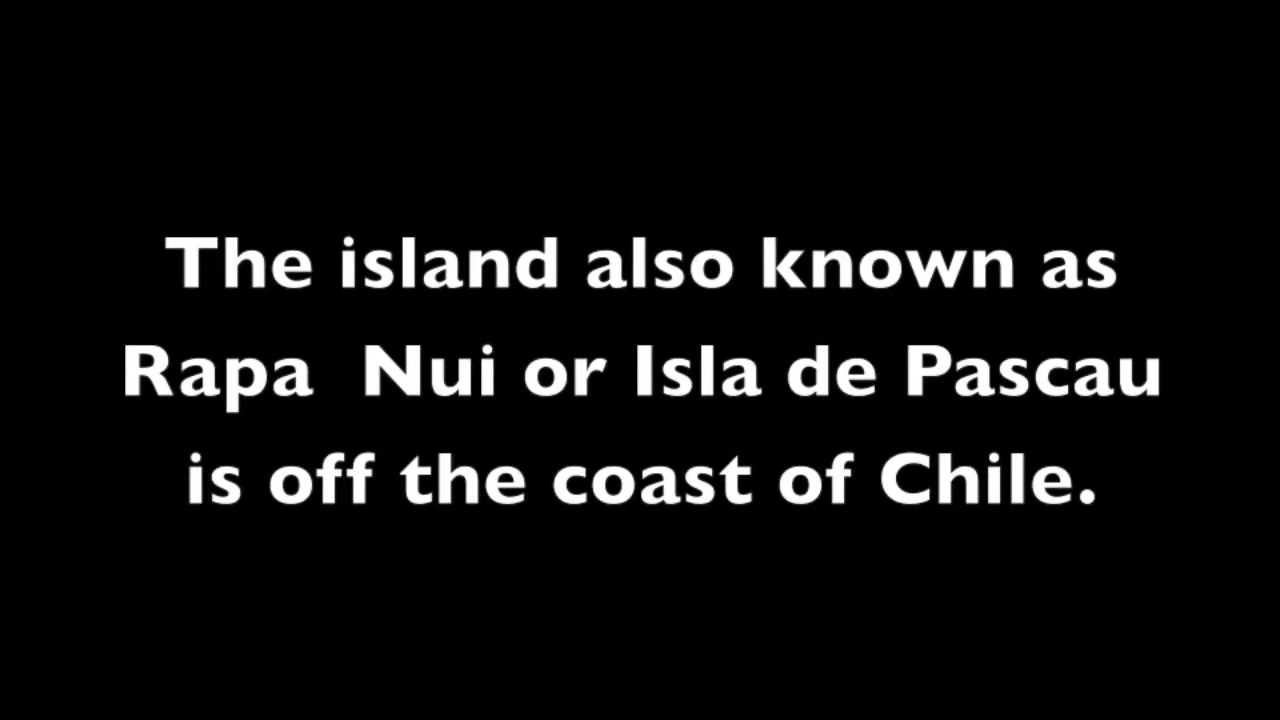 The island also known as
Rapa  Nui or Isla de Pascau
is off the coast of Chile.